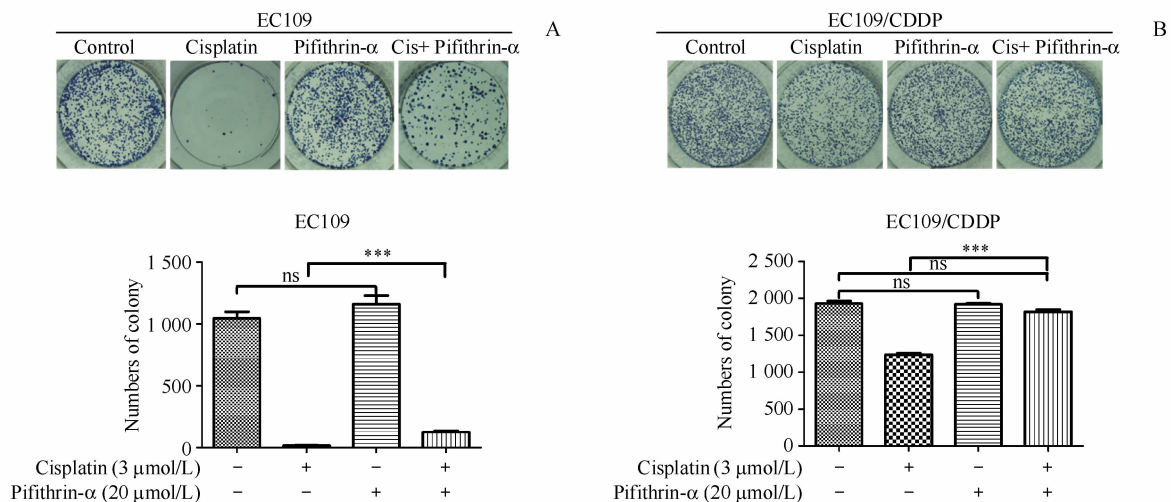 EC109
A
Control Cisplatin Pifithrin-α Cis+ Pifithrin-α
EC109
Numbers of colony
1 500
1 000
500
0
ns
***
Cisplatin (3 μmol/L) − + − +
Pifithrin-α (20 μmol/L) − − + +
EC109/CDDP
B
Control Cisplatin Pifithrin-α Cis+ Pifithrin-α
EC109/CDDP
Numbers of colony
2 500
2 000
1 500
1 000
500
0
***
ns
ns
Cisplatin (3 μmol/L) − + − +
Pifithrin-α (20 μmol/L) − − + +